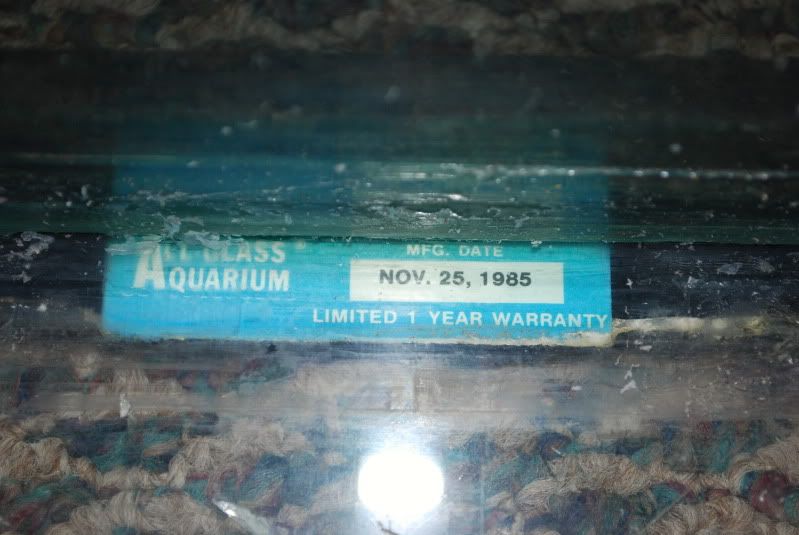 All GLASS® MFG. DATE
AQUARIUM NOV. 25, 1985
LIMITED 1 YEAR WARRANTY